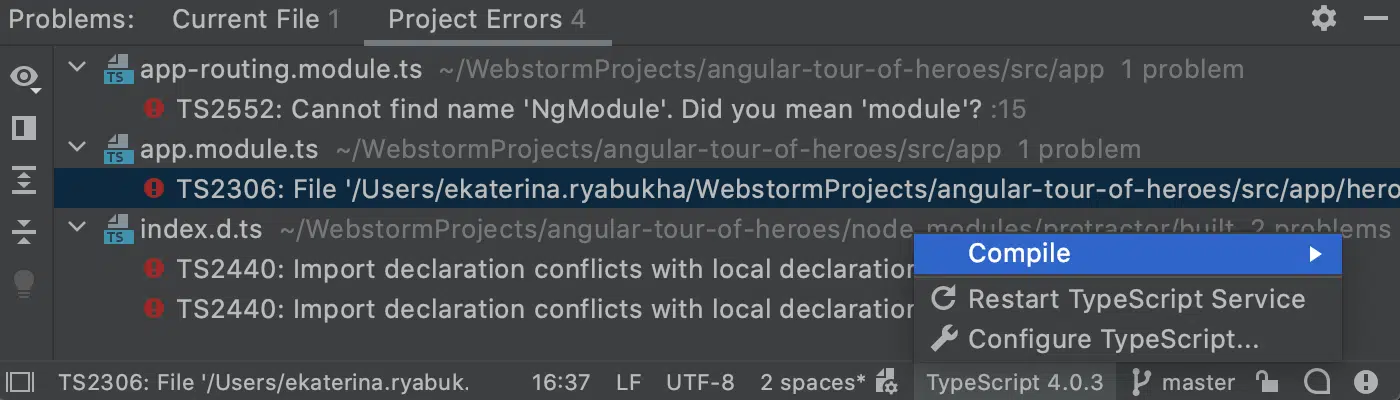 Problems: Current File 1 Project Errors 4
TS app-routing.module.ts ~/WebstormProjects/angular-tour-of-heroes/src/app 1 problem
TS2552: Cannot find name 'NgModule'. Did you mean 'module'? :15
TS app.module.ts ~/WebstormProjects/angular-tour-of-heroes/src/app 1 problem
TS2306: File '/Users/ekaterina.ryabukha/WebstormProjects/angular-tour-of-heroes/src/app/hero
TS index.d.ts ~/WebstormProjects/angular-tour-of-heroes/node_modules/protractor/built 2 problems
Compile
TS2440: Import declaration conflicts with local declaration
Restart TypeScript Service
TS2440: Import declaration conflicts with local declaration
Configure TypeScript...
TS2306: File '/Users/ekaterina.ryabuk. 16:37 LF UTF-8 2 spaces* TypeScript 4.0.3 master